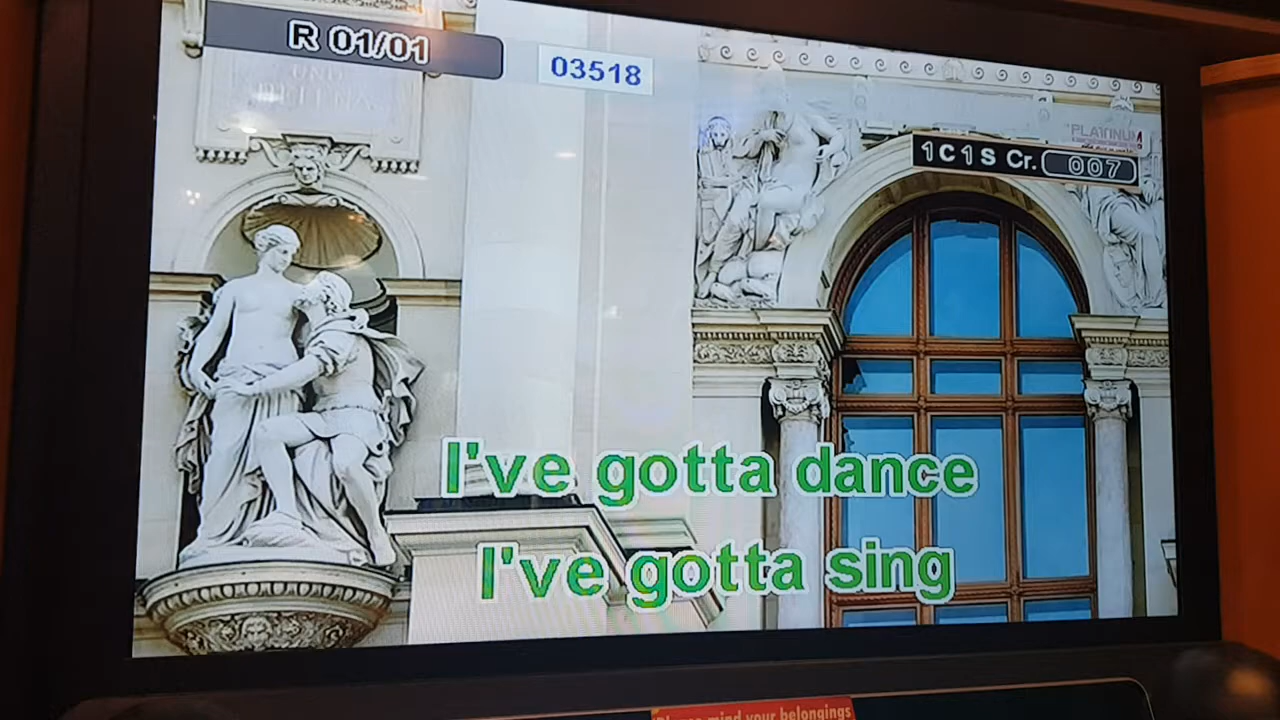 R 01/01
03518
PLATINUM
1C1S Cr. 007
I've gotta dance
I've gotta sing
Please mind your belongings